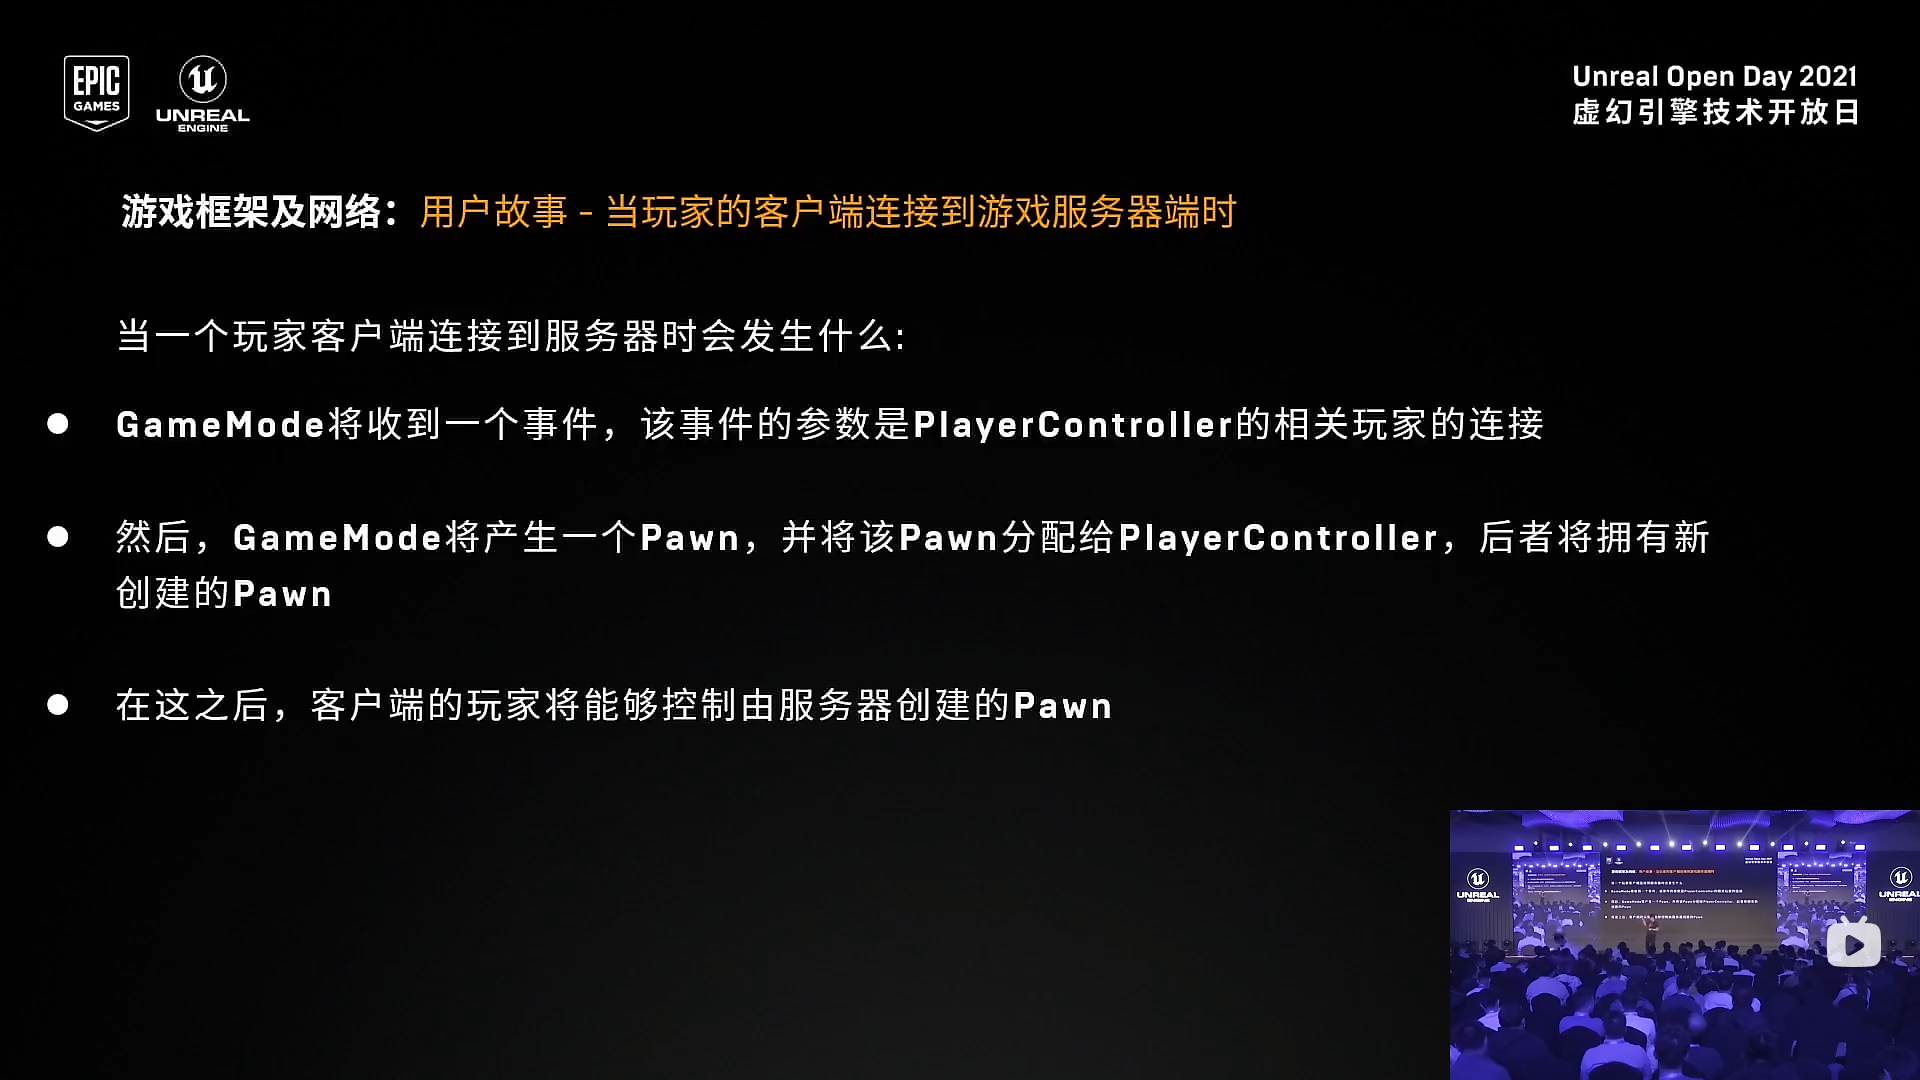 EPIC
GAMES
UNREAL
ENGINE
Unreal Open Day 2021
虚幻引擎技术开放日
游戏框架及网络：用户故事 - 当玩家的客户端连接到游戏服务器端时
当一个玩家客户端连接到服务器时会发生什么:
GameMode将收到一个事件，该事件的参数是PlayerController的相关玩家的连接
然后，GameMode将产生一个Pawn，并将该Pawn分配给PlayerController，后者将拥有新
创建的Pawn
在这之后，客户端的玩家将能够控制由服务器创建的Pawn
UNREAL
ENGINE
UNREAL
ENGINE